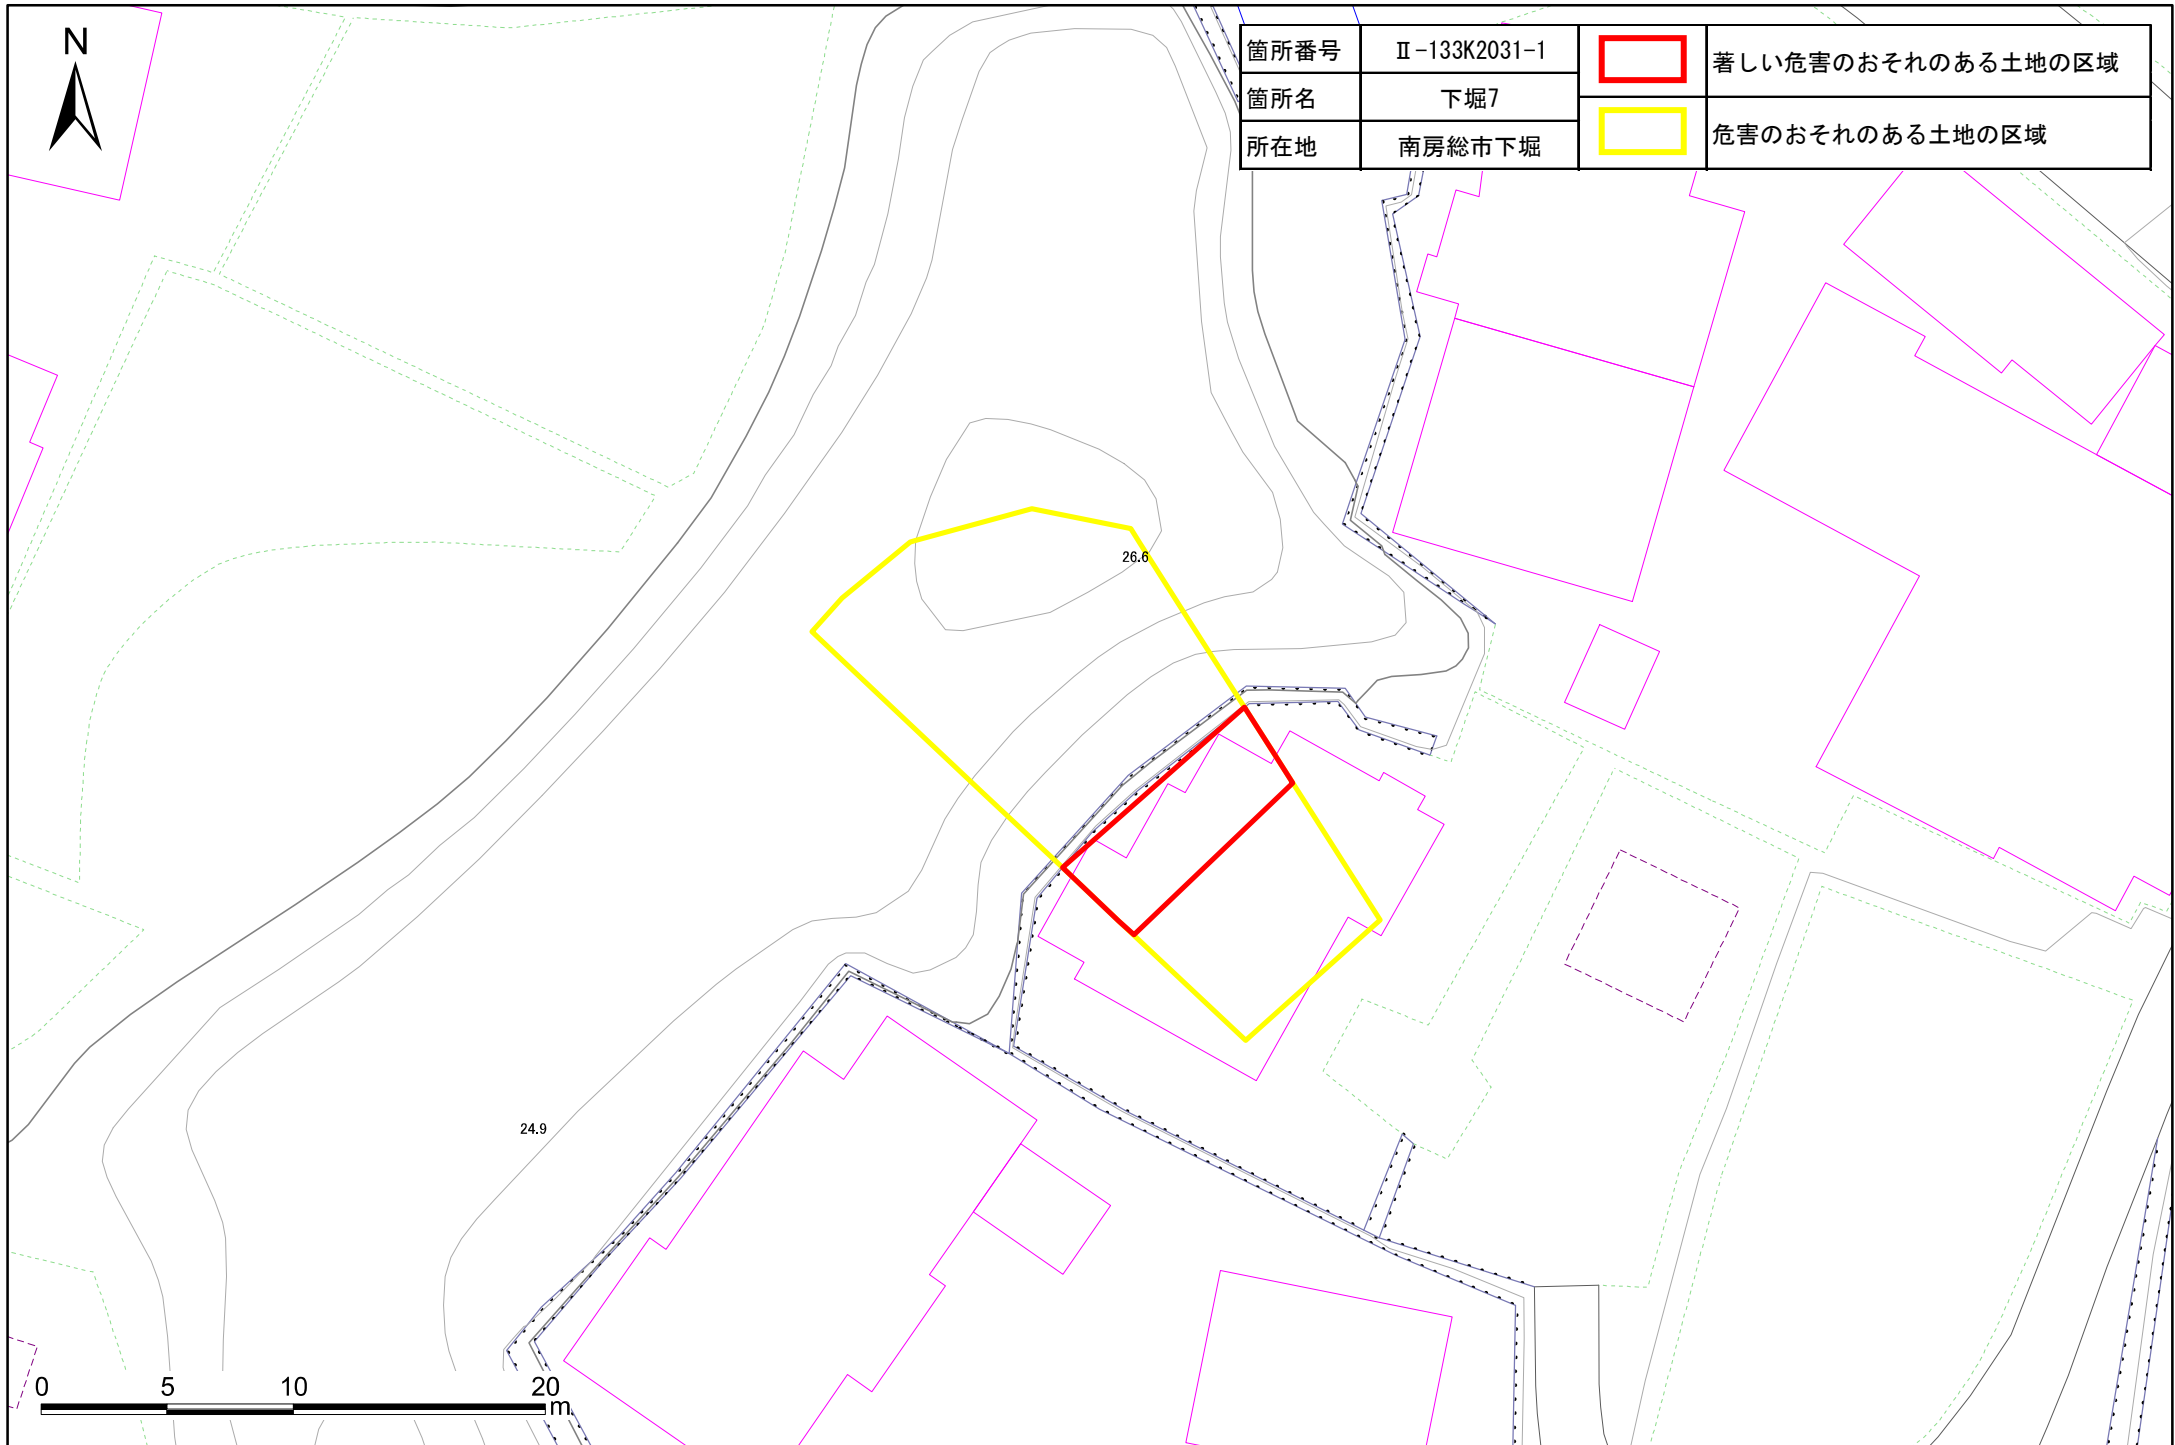 N
箇所番号 Ⅱ-133K2031-1
箇所名 下堀7
所在地 南房総市下堀
著しい危害のおそれのある土地の区域
危害のおそれのある土地の区域
26.6
24.9
0 5 10 20
m